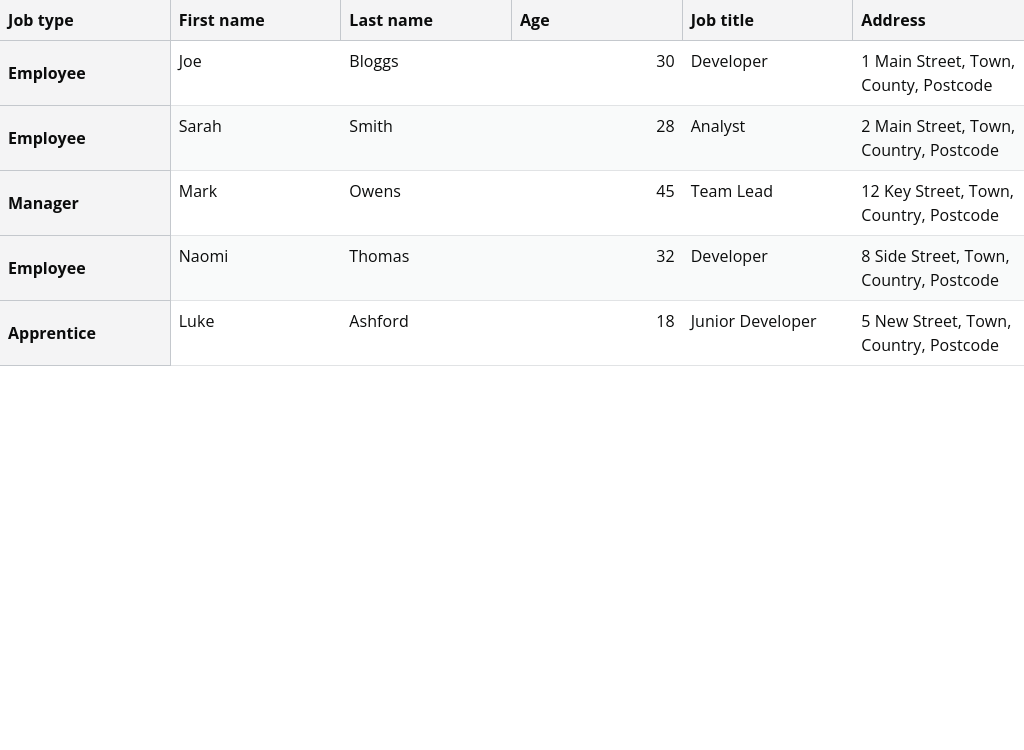 Job type First name Last name Age Job title Address
Employee Joe Bloggs 30 Developer 1 Main Street, Town,
County, Postcode
Employee Sarah Smith 28 Analyst 2 Main Street, Town,
Country, Postcode
Manager Mark Owens 45 Team Lead 12 Key Street, Town,
Country, Postcode
Employee Naomi Thomas 32 Developer 8 Side Street, Town,
Country, Postcode
Apprentice Luke Ashford 18 Junior Developer 5 New Street, Town,
Country, Postcode